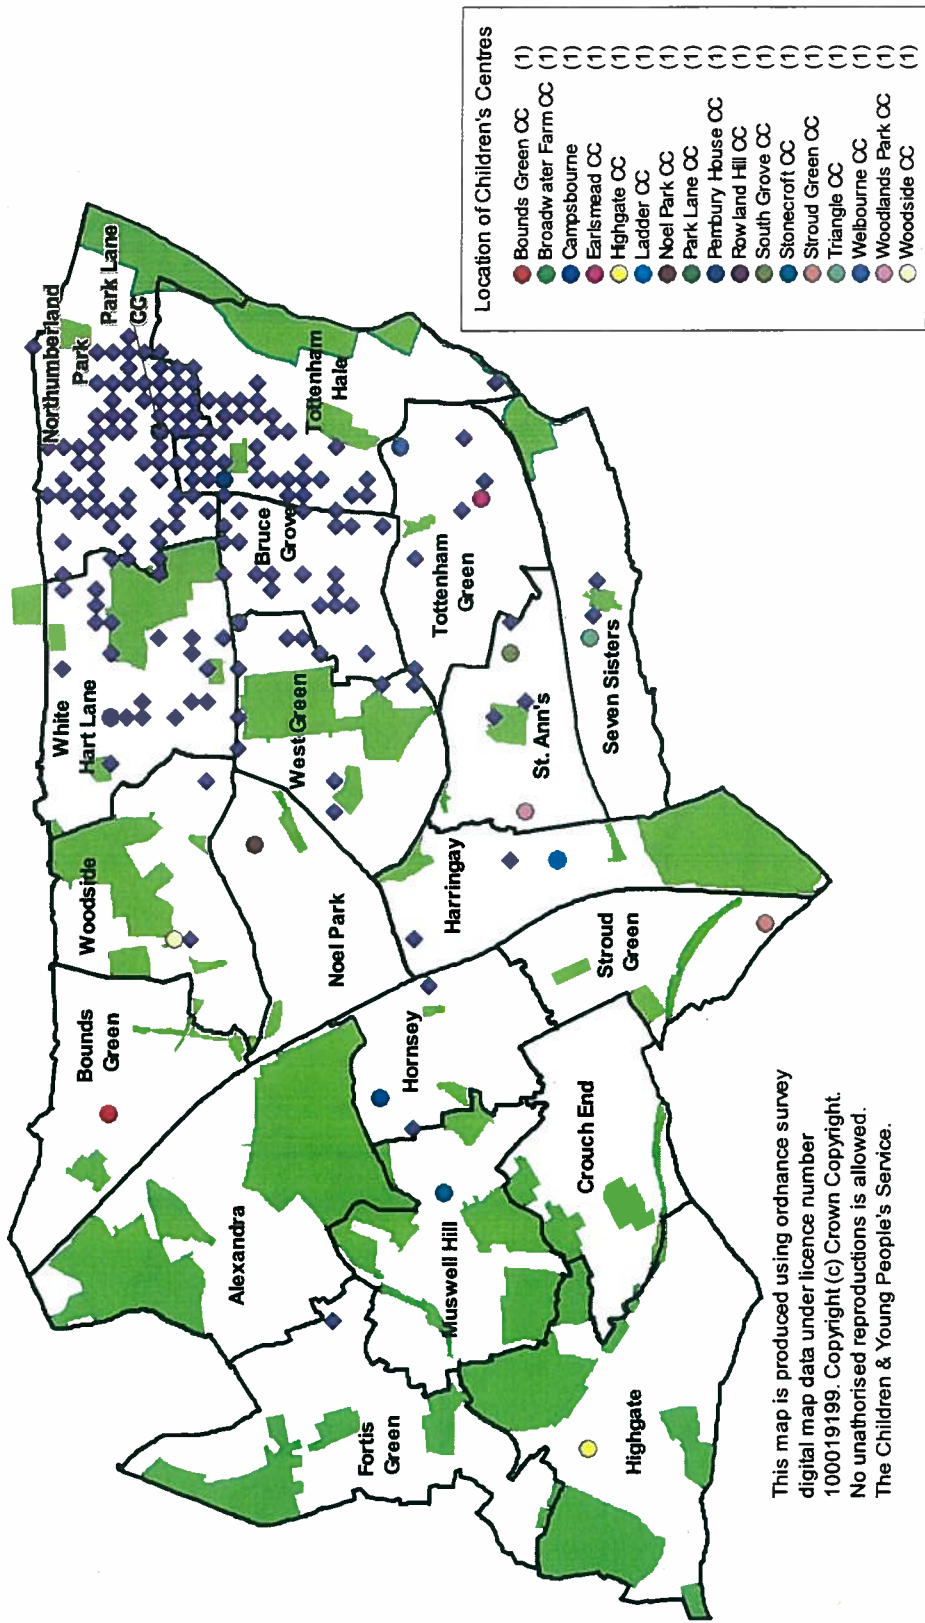 Northumberland
Park
Park Lane
CC
White
Hart Lane
Tottenham
Hale
Bruce
Grove
Woodside
Bounds
Green
West Green
Tottenham
Green
Noel Park
St. Ann's
Seven Sisters
Harringay
Alexandra
Hornsey
Stroud
Green
Muswell Hill
Crouch End
Fortis
Green
Highgate
Location of Children's Centres
Bounds Green CC (1)
Broadwater Farm CC (1)
Campsbourne (1)
Earlsmead CC (1)
Highgate CC (1)
Ladder CC (1)
Noel Park CC (1)
Park Lane CC (1)
Pembury House CC (1)
Rowland Hill CC (1)
South Grove CC (1)
Stonecroft CC (1)
Stroud Green CC (1)
Triangle CC (1)
Welbourne CC (1)
Woodlands Park CC (1)
Woodside CC (1)
This map is produced using ordnance survey
digital map data under licence number
100019199. Copyright (c) Crown Copyright.
No unathorised reproductions is allowed.
The Children & Young People's Service.